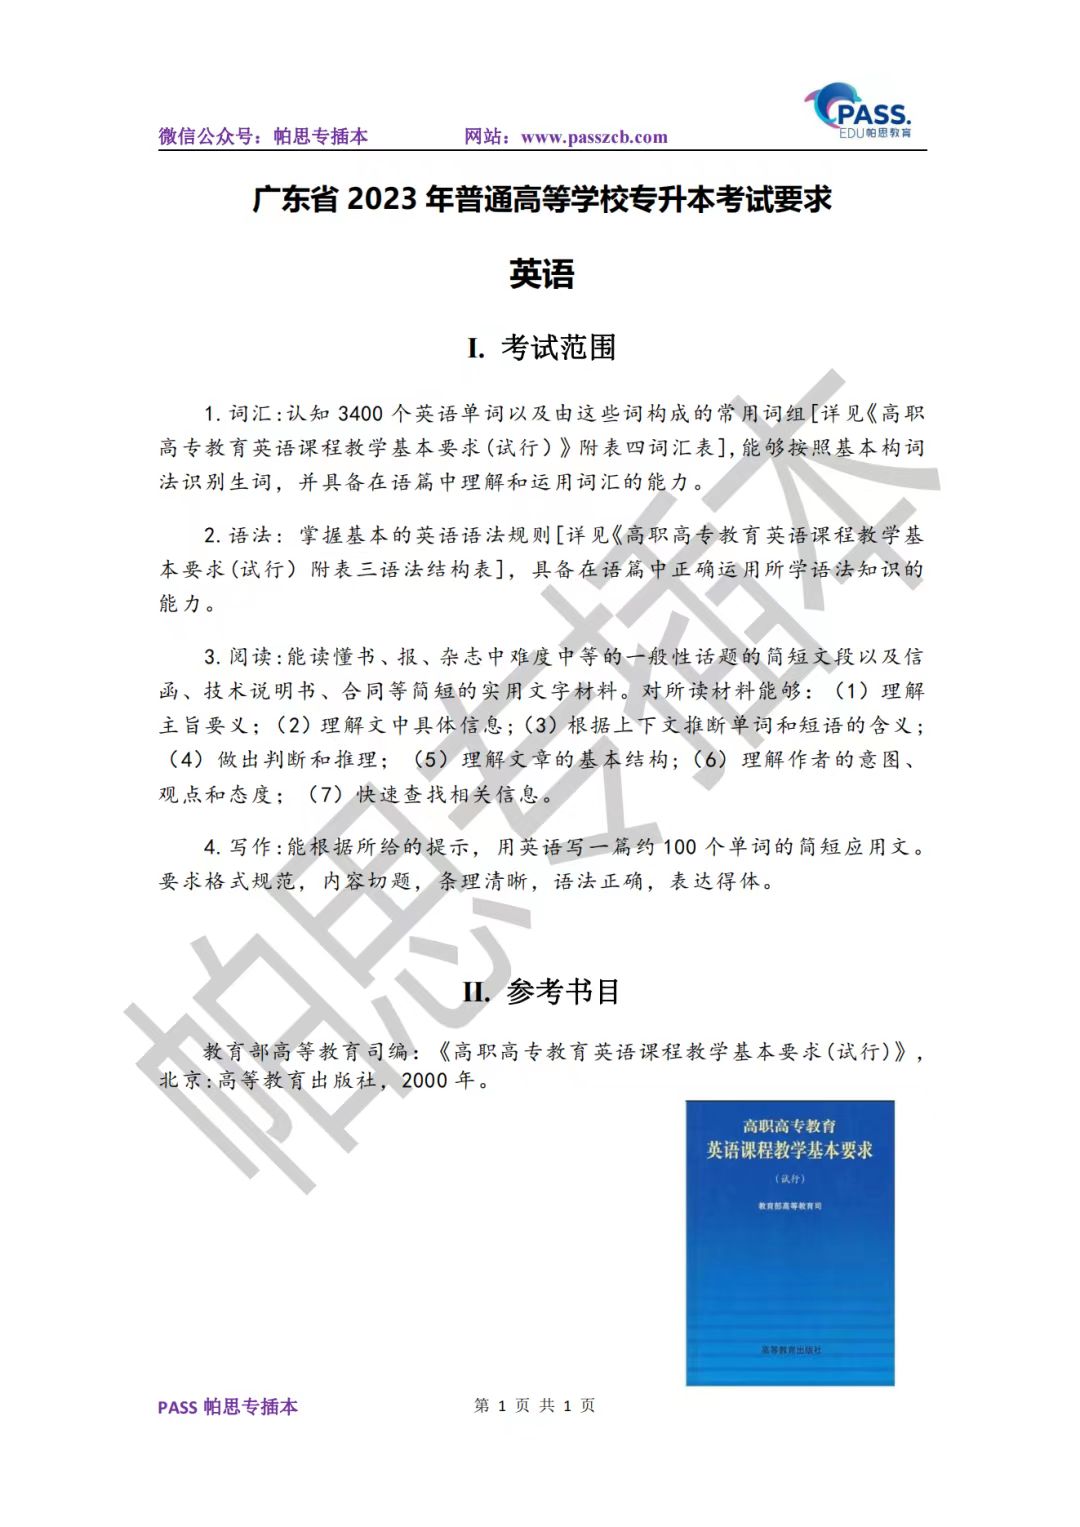 微信公众号：帕思专插本 网站：www.passzcb.com
PASS.
EDU帕思教育
广东省 2023 年普通高等学校专升本考试要求
英语
I. 考试范围
1.词汇:认知 3400 个英语单词以及由这些词构成的常用词组[详见《高职
高专教育英语课程教学基本要求(试行)》附表四词汇表],能够按照基本构词
法识别生词，并具备在语篇中理解和运用词汇的能力。
2.语法：掌握基本的英语语法规则[详见《高职高专教育英语课程教学基
本要求(试行）附表三语法结构表]，具备在语篇中正确运用所学语法知识的
能力。
3.阅读:能读懂书、报、杂志中难度中等的一般性话题的简短文段以及信
函、技术说明书、合同等简短的实用文字材料。对所读材料能够：（1）理解
主旨要义；（2）理解文中具体信息；（3）根据上下文推断单词和短语的含义；
（4）做出判断和推理；（5）理解文章的基本结构；（6）理解作者的意图、
观点和态度；（7）快速查找相关信息。
4.写作:能根据所给的提示，用英语写一篇约 100 个单词的简短应用文。
要求格式规范，内容切题，条理清晰，语法正确，表达得体。
II. 参考书目
教育部高等教育司编：《高职高专教育英语课程教学基本要求(试行)》，
北京:高等教育出版社，2000 年。
高职高专教育
英语课程教学基本要求
（试行）
教育部高等教育司
高等教育出版社
帕思专插本
PASS 帕思专插本 第 1 页 共 1 页